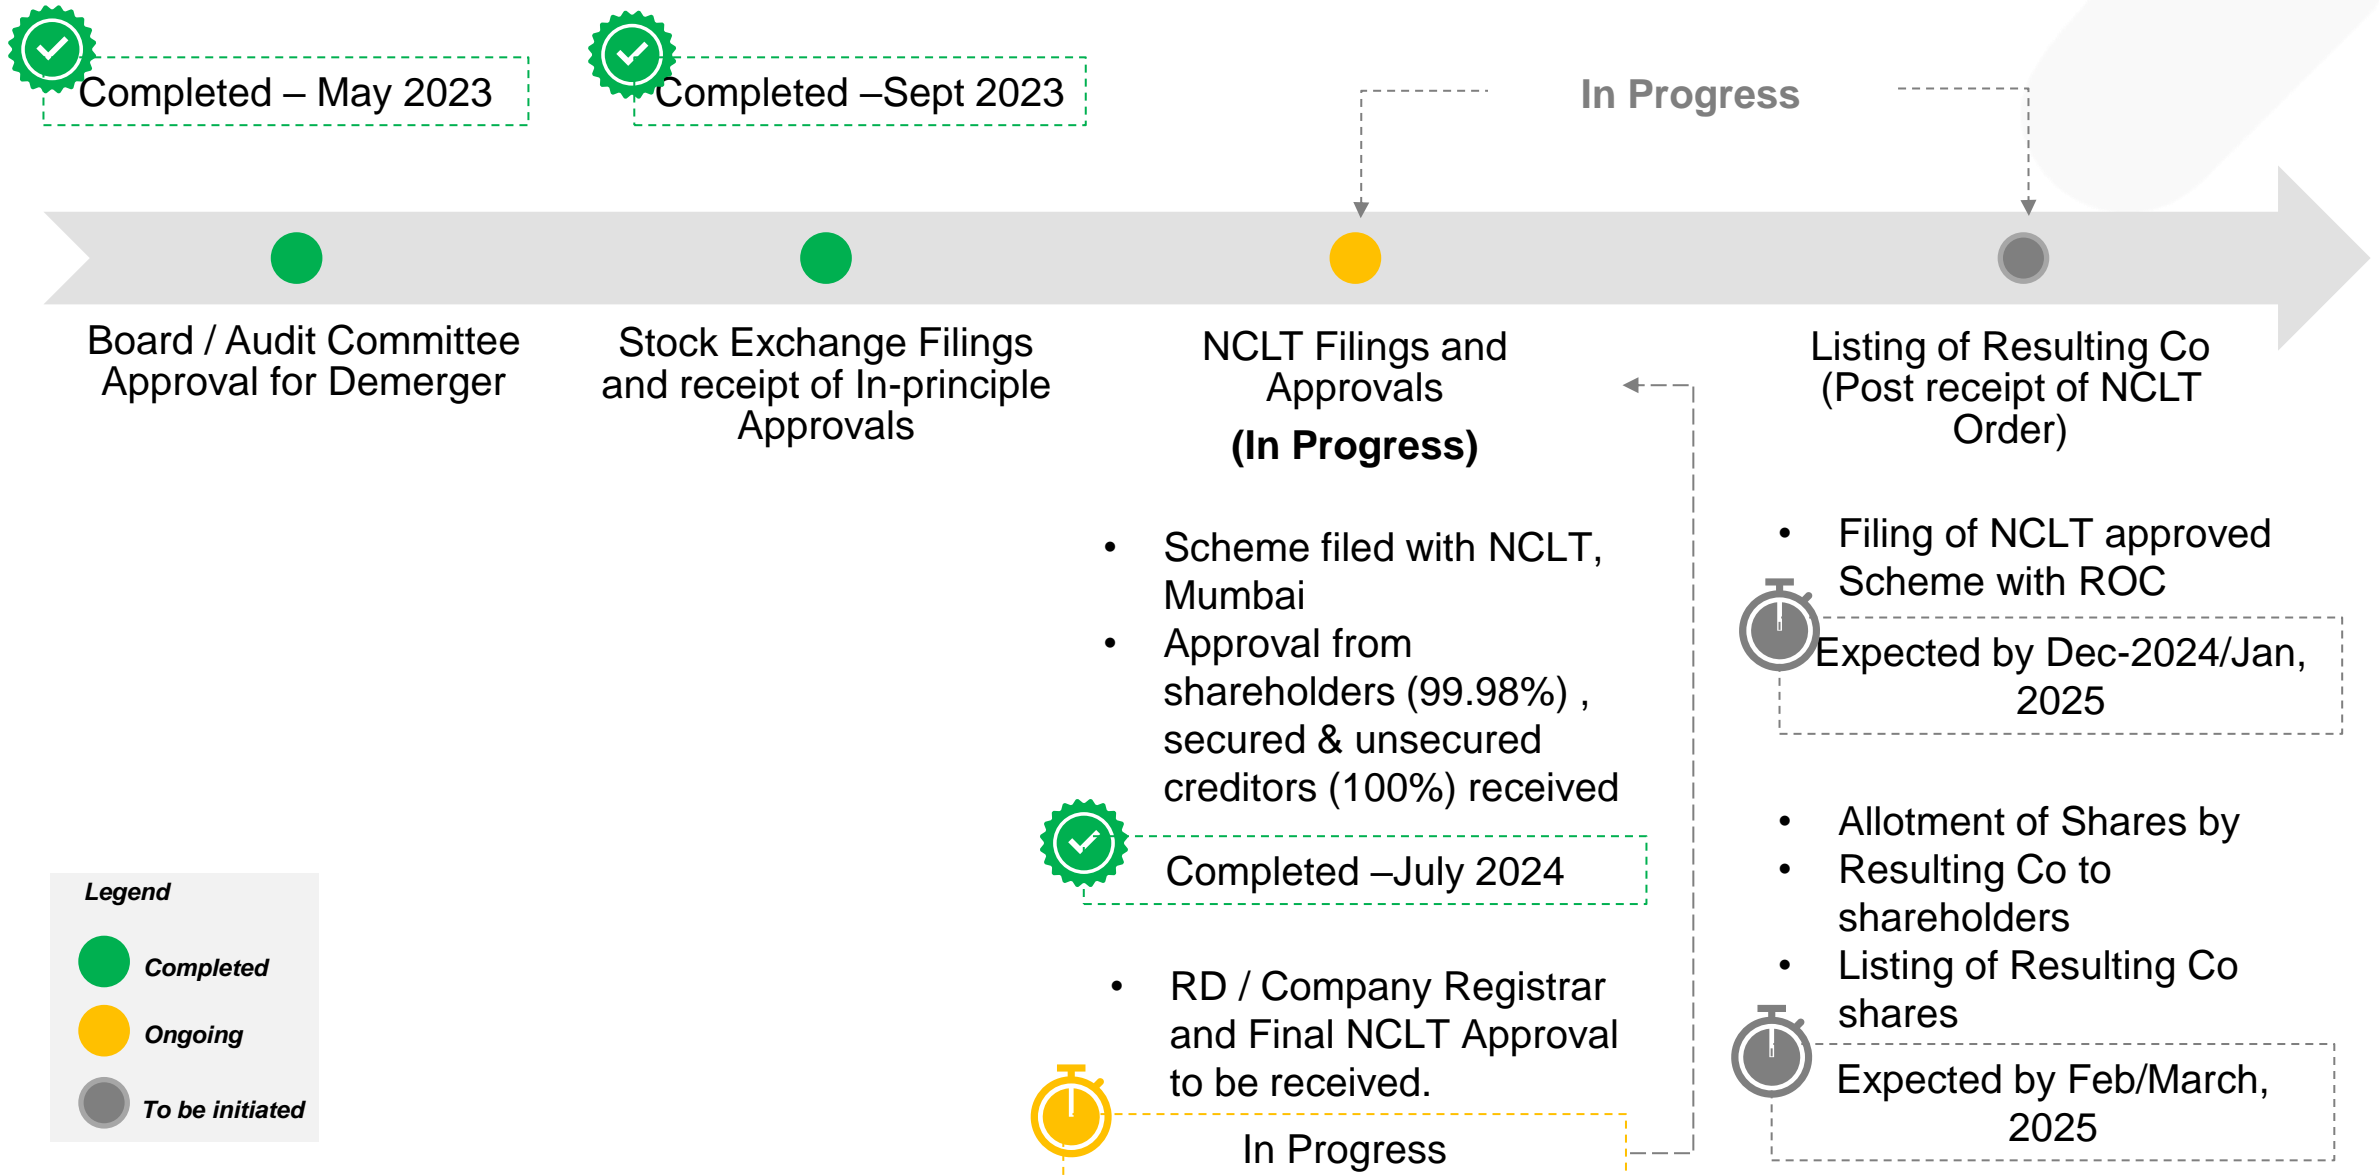 Completed – May 2023
Completed –Sept 2023
In Progress
Board / Audit Committee
Approval for Demerger
Stock Exchange Filings
and receipt of In-principle
Approvals
NCLT Filings and
Approvals
(In Progress)
Listing of Resulting Co
(Post receipt of NCLT
Order)
• Scheme filed with NCLT,
Mumbai
• Approval from
shareholders (99.98%) ,
secured & unsecured
creditors (100%) received
Completed –July 2024
• RD / Company Registrar
and Final NCLT Approval
to be received.
In Progress
• Filing of NCLT approved
Scheme with ROC
Expected by Dec-2024/Jan,
2025
• Allotment of Shares by
• Resulting Co to
shareholders
• Listing of Resulting Co
shares
Expected by Feb/March,
2025
Legend
Completed
Ongoing
To be initiated